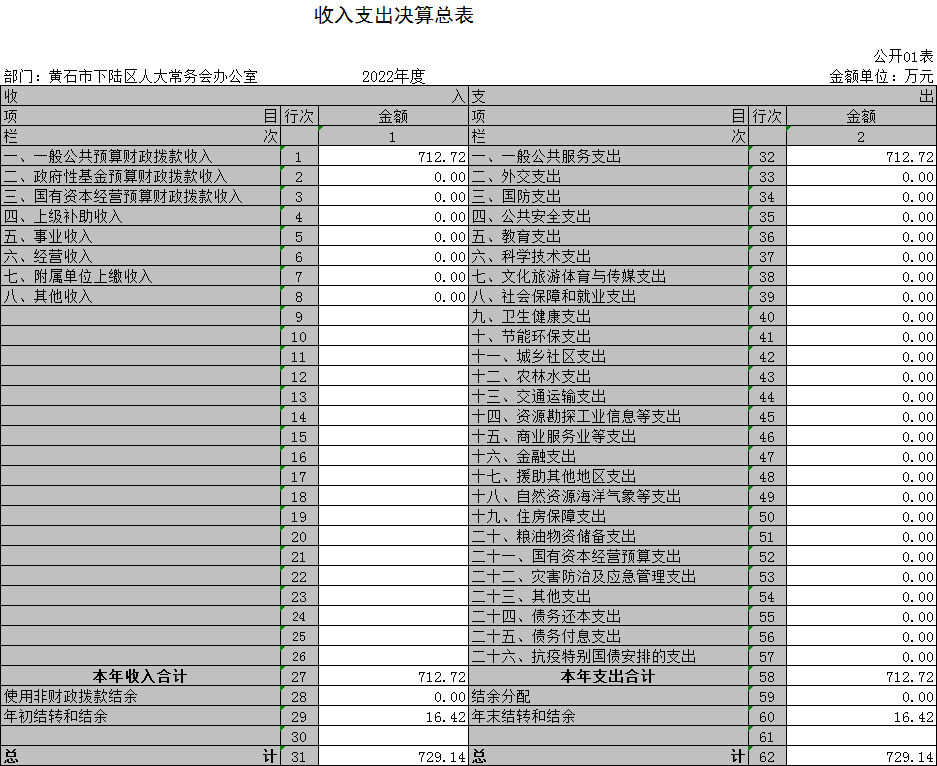 收入支出决算总表
公开01表
部门：黄石市下陆区人大常务会办公室 2022年度 金额单位：万元
收 入 支 出
项 目 行次 金额 项 目 行次 金额
栏 次 1 栏 次 2
一、一般公共预算财政拨款收入 1 712.72 一、一般公共服务支出 32 712.72
二、政府性基金预算财政拨款收入 2 0.00 二、外交支出 33 0.00
三、国有资本经营预算财政拨款收入 3 0.00 三、国防支出 34 0.00
四、上级补助收入 4 0.00 四、公共安全支出 35 0.00
五、事业收入 5 0.00 五、教育支出 36 0.00
六、经营收入 6 0.00 六、科学技术支出 37 0.00
七、附属单位上缴收入 7 0.00 七、文化旅游体育与传媒支出 38 0.00
八、其他收入 8 0.00 八、社会保障和就业支出 39 0.00
9 九、卫生健康支出 40 0.00
10 十、节能环保支出 41 0.00
11 十一、城乡社区支出 42 0.00
12 十二、农林水支出 43 0.00
13 十三、交通运输支出 44 0.00
14 十四、资源勘探工业信息等支出 45 0.00
15 十五、商业服务业等支出 46 0.00
16 十六、金融支出 47 0.00
17 十七、援助其他地区支出 48 0.00
18 十八、自然资源海洋气象等支出 49 0.00
19 十九、住房保障支出 50 0.00
20 二十、粮油物资储备支出 51 0.00
21 二十一、国有资本经营预算支出 52 0.00
22 二十二、灾害防治及应急管理支出 53 0.00
23 二十三、其他支出 54 0.00
24 二十四、债务还本支出 55 0.00
25 二十五、债务付息支出 56 0.00
26 二十六、抗疫特别国债安排的支出 57 0.00
本年收入合计 27 712.72 本年支出合计 58 712.72
使用非财政拨款结余 28 0.00 结余分配 59 0.00
年初结转和结余 29 16.42 年末结转和结余 60 16.42
30 61
总 计 31 729.14 总 计 62 729.14